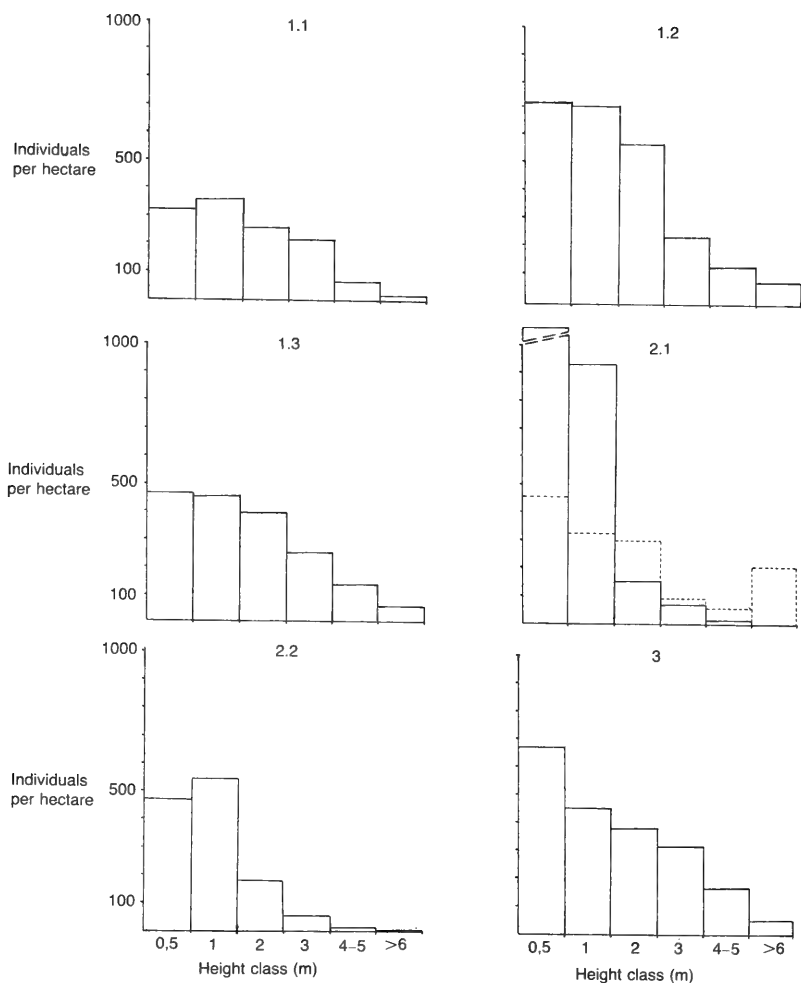 1.1
1000
500
100
Individuals
per hectare
1.2
1.3
1000
500
100
Individuals
per hectare
2.1
2.2
1000
500
100
Individuals
per hectare
0,5 1 2 3 4–5 >6
Height class (m)
3
0,5 1 2 3 4–5 >6
Height class (m)